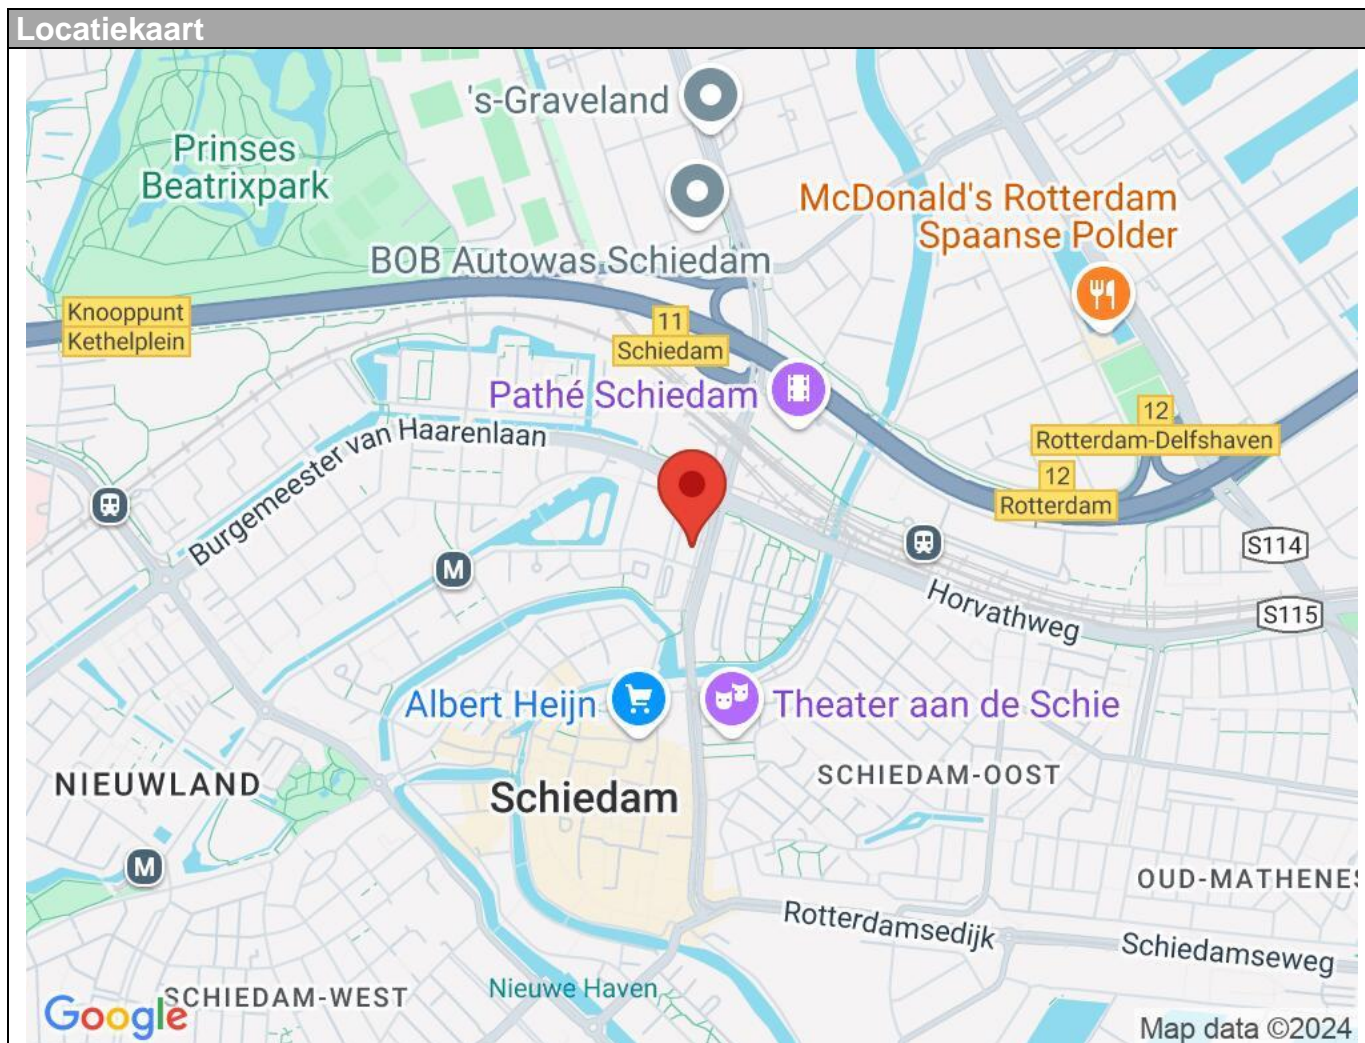 Locatiekaart
's-Graveland
Prinses
Beatrixpark
McDonald's Rotterdam
Spaanse Polder
BOB Autowas Schiedam
Knooppunt
Kethelplein
11
Schiedam
Pathé Schiedam
12
Rotterdam-Delfshaven
12
Rotterdam
Burgemeester van Haarenlaan
S114
M
Horvathweg
S115
Albert Heijn
Theater aan de Schie
NIEUWLAND
Schiedam
SCHIEDAM-OOST
M
OUD-MATHENES
Rotterdamsedijk
Schiedamseweg
Nieuwe Haven
SCHIEDAM-WEST
Google
Map data ©2024